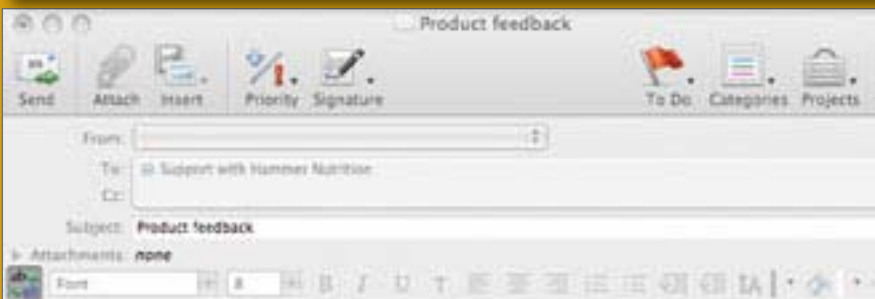 Product feedback
Send Attach Insert Priority Signature To Do Categories Projects
From:
To: Support with Hammer Nutrition
Cc:
Subject: Product feedback
Attachments: none
ab Font 8 B I U T A